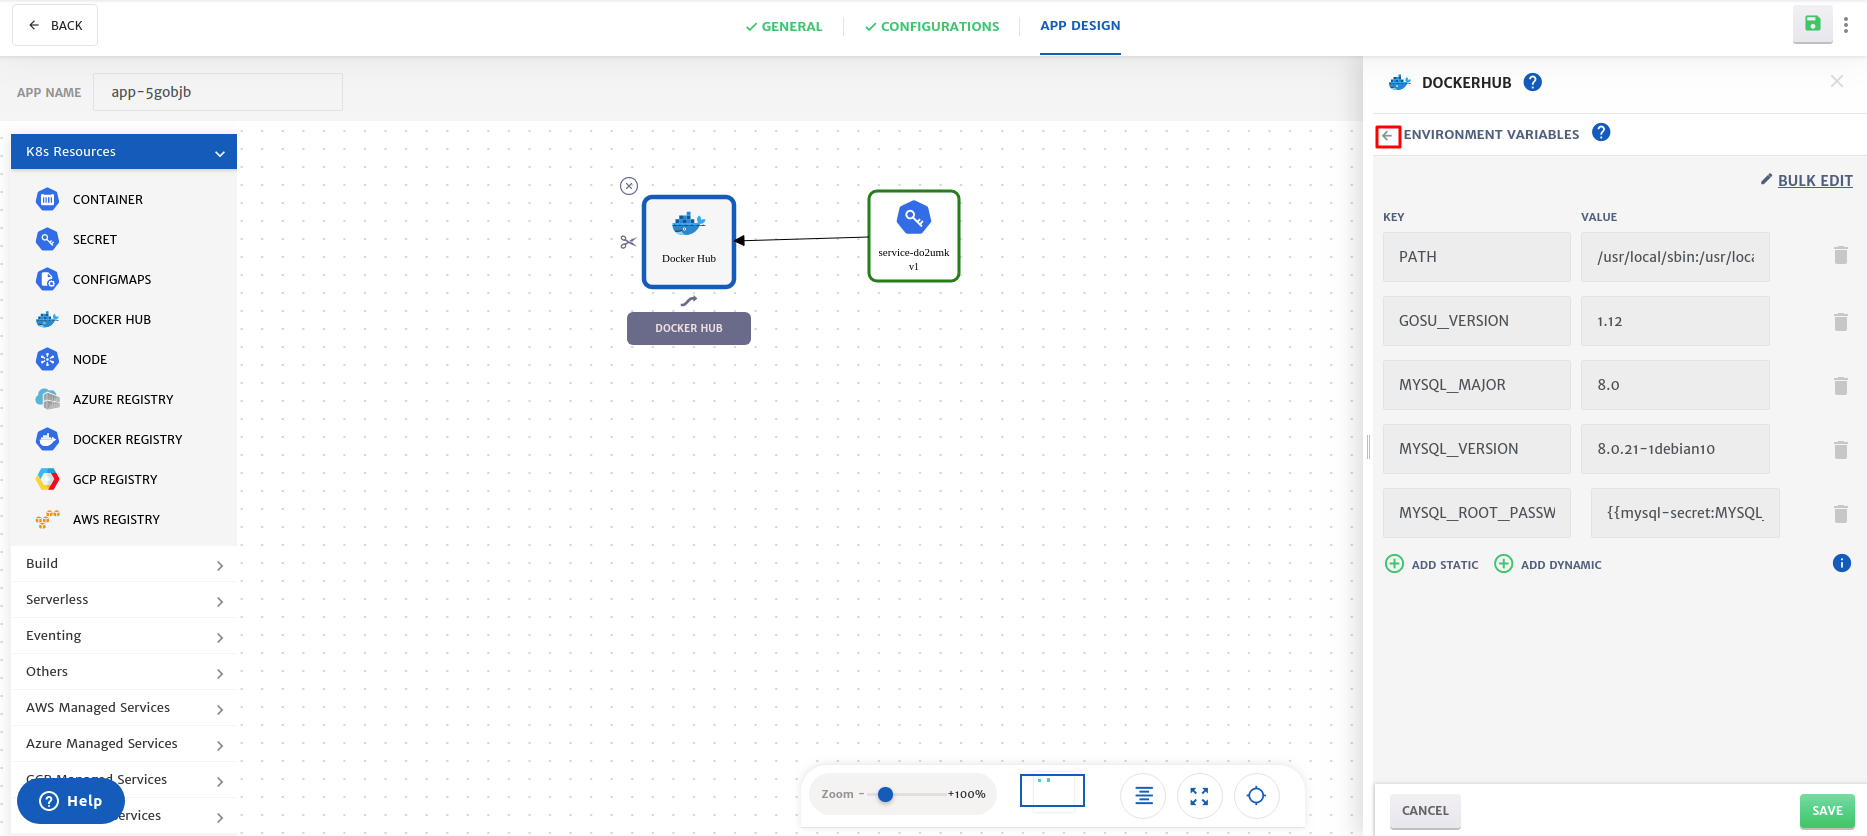 BACK
GENERAL
CONFIGURATIONS
APP DESIGN
APP NAME
app-5gobjb
K8s Resources
CONTAINER
SECRET
CONFIGMAPS
DOCKER HUB
NODE
AZURE REGISTRY
DOCKER REGISTRY
GCP REGISTRY
AWS REGISTRY
Build
Serverless
Eventing
Others
AWS Managed Services
Azure Managed Services
Services
Help
Docker Hub
DOCKER HUB
service-do2umk
v1
Zoom - +100%
DOCKERHUB
ENVIRONMENT VARIABLES
BULK EDIT
KEY VALUE
PATH /usr/local/sbin:/usr/loca
GOSU_VERSION 1.12
MYSQL_MAJOR 8.0
MYSQL_VERSION 8.0.21-1debian10
MYSQL_ROOT_PASSW {{mysql-secret:MYSQL_
ADD STATIC ADD DYNAMIC
CANCEL SAVE